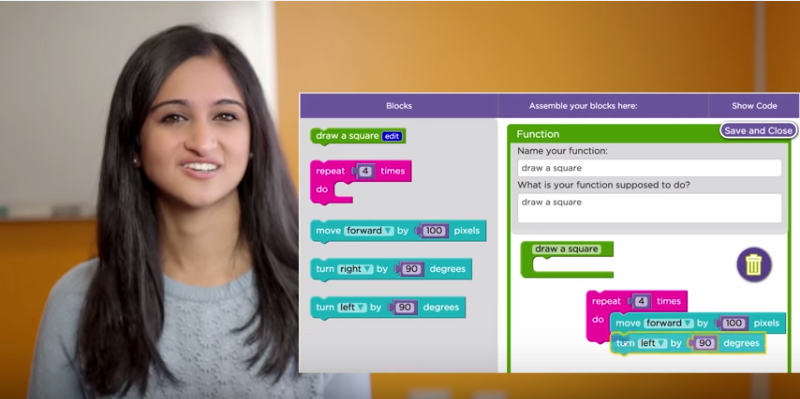 Blocks
Assemble your blocks here:
Show Code
draw a square edit
repeat 4 times
do
move forward by 100 pixels
turn right by 90 degrees
turn left by 90 degrees
Function
Save and Close
Name your function:
draw a square
What is your function supposed to do?
draw a square
draw a square
repeat 4 times
do
move forward by 100 pixels
turn left by 90 degrees